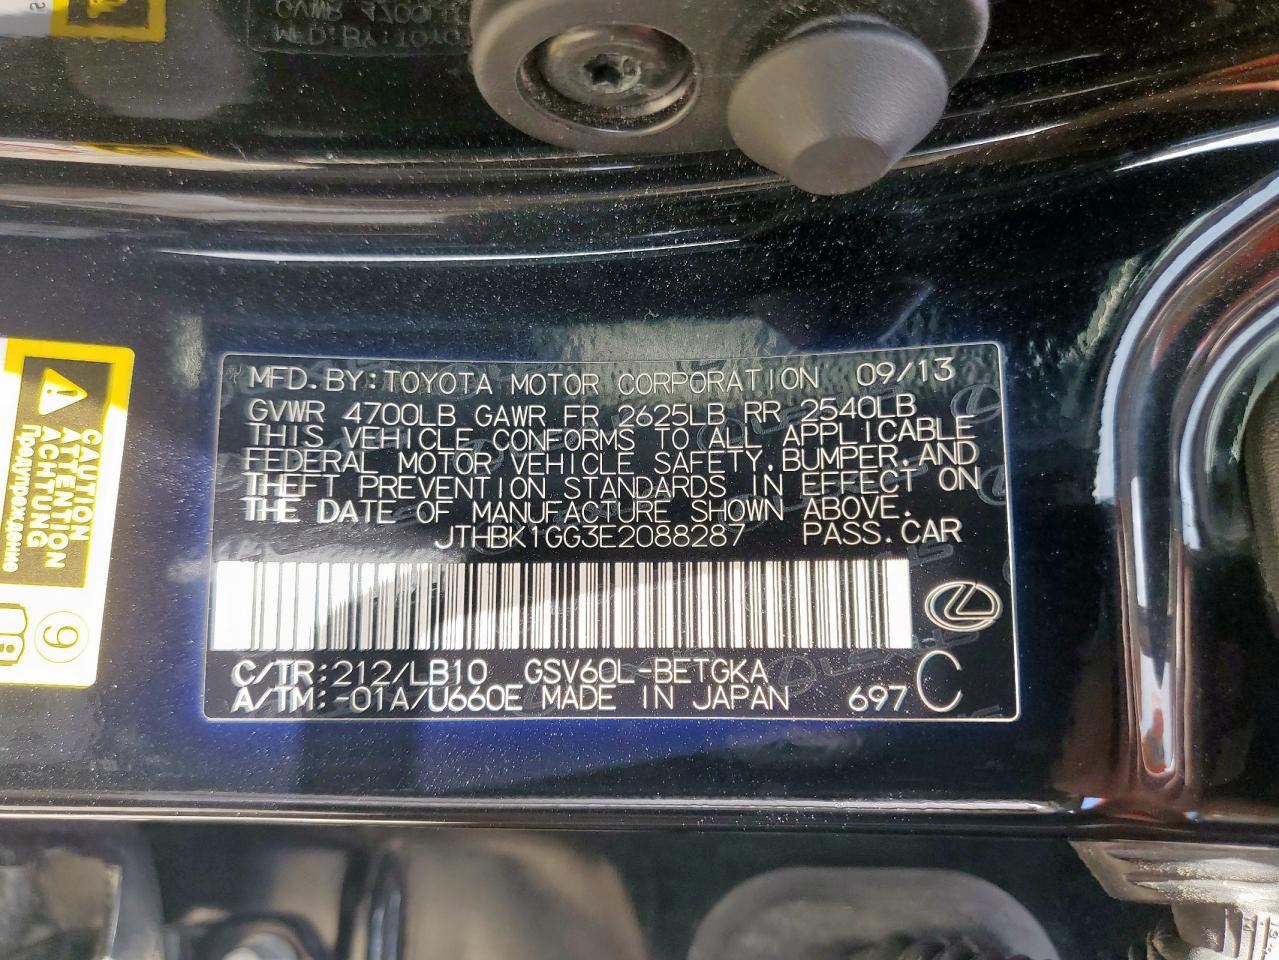 MFD.BY:TOYOTA MOTOR CORPORATION 09/13
GVWR 4700LB GAWR FR 2625LB RR 2540LB
THIS VEHICLE CONFORMS TO ALL APPLICABLE
FEDERAL MOTOR VEHICLE SAFETY,BUMPER,AND
THEFT PREVENTION STANDARDS IN EFFECT ON
THE DATE OF MANUFACTURE SHOWN ABOVE.
JTHBK1GG3E2088287 PASS.CAR
C/TR:212/LB10 GSV60L-BETGKA
A/TM:-01A/U660E MADE IN JAPAN 697 C
CAUTION
ATTENTION
ACHTUNG
Предупреждение
9